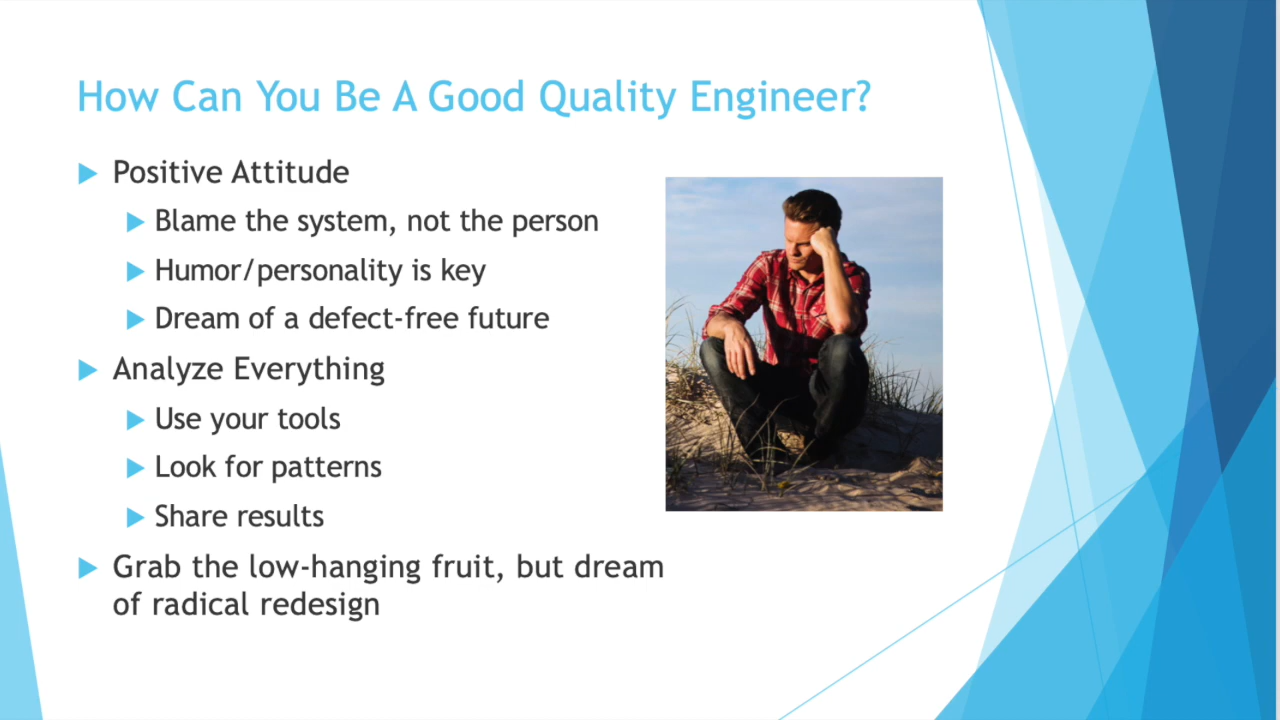 How Can You Be A Good Quality Engineer?
Positive Attitude
Blame the system, not the person
Humor/personality is key
Dream of a defect-free future
Analyze Everything
Use your tools
Look for patterns
Share results
Grab the low-hanging fruit, but dream
of radical redesign